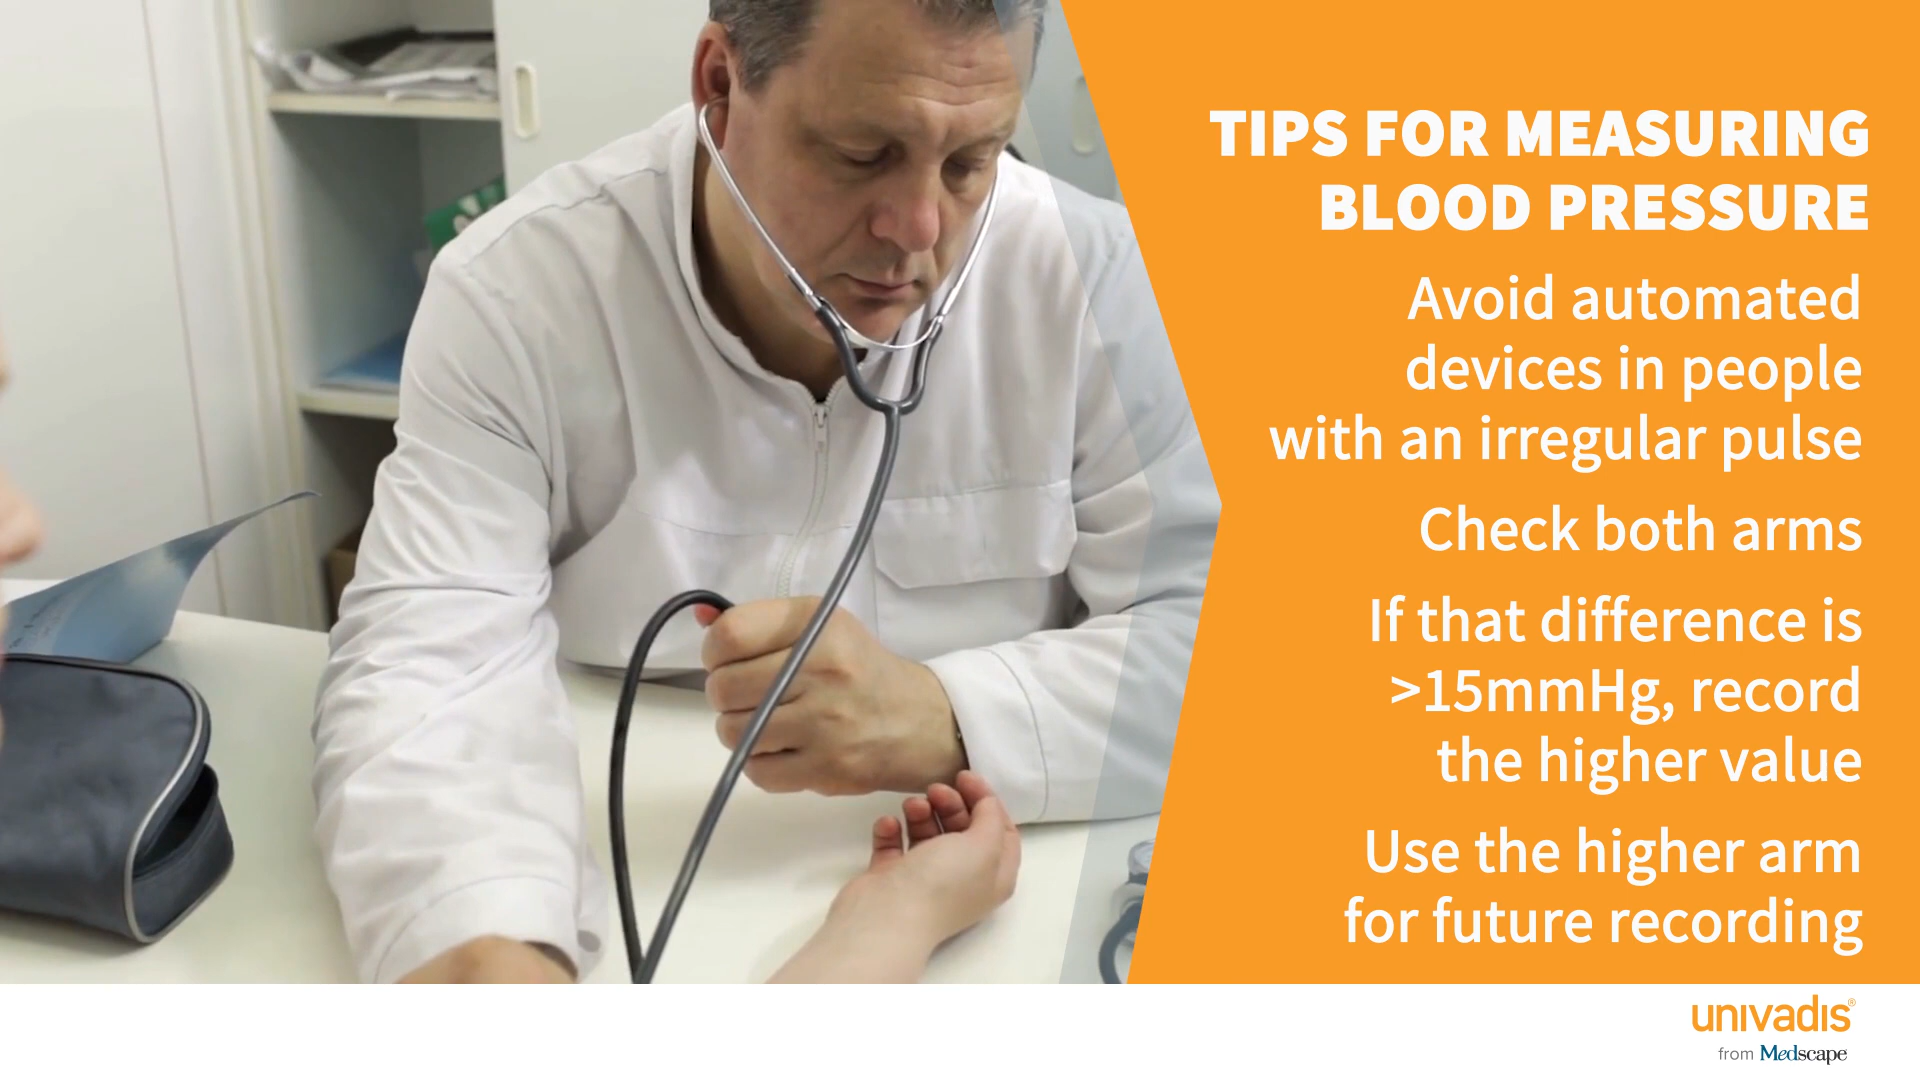 TIPS FOR MEASURING
BLOOD PRESSURE
Avoid automated
devices in people
with an irregular pulse
Check both arms
If that difference is
>15mmHg, record
the higher value
Use the higher arm
for future recording
univadis®
from Medscape